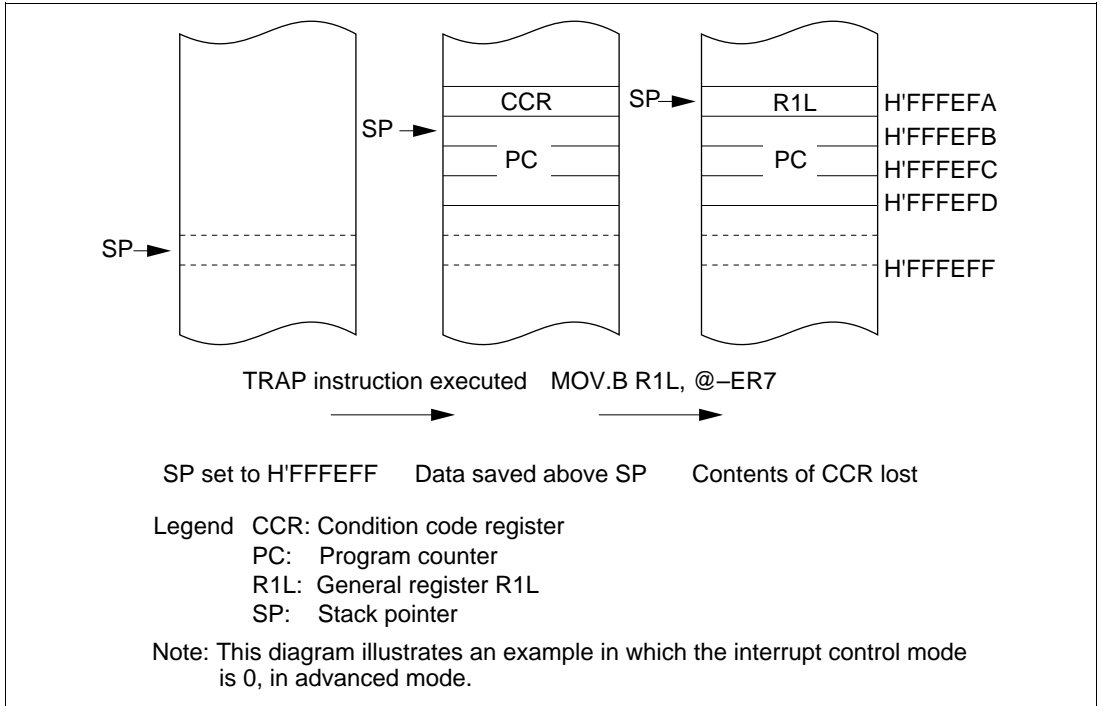 CCR
SP
R1L
H'FFFEFA
SP
H'FFFEFB
PC
PC
H'FFFEFC
H'FFFEFD
SP
H'FFFEFF
TRAP instruction executed
MOV.B R1L, @–ER7
SP set to H'FFFEFF
Data saved above SP
Contents of CCR lost
Legend CCR: Condition code register
PC: Program counter
R1L: General register R1L
SP: Stack pointer
Note: This diagram illustrates an example in which the interrupt control mode
is 0, in advanced mode.